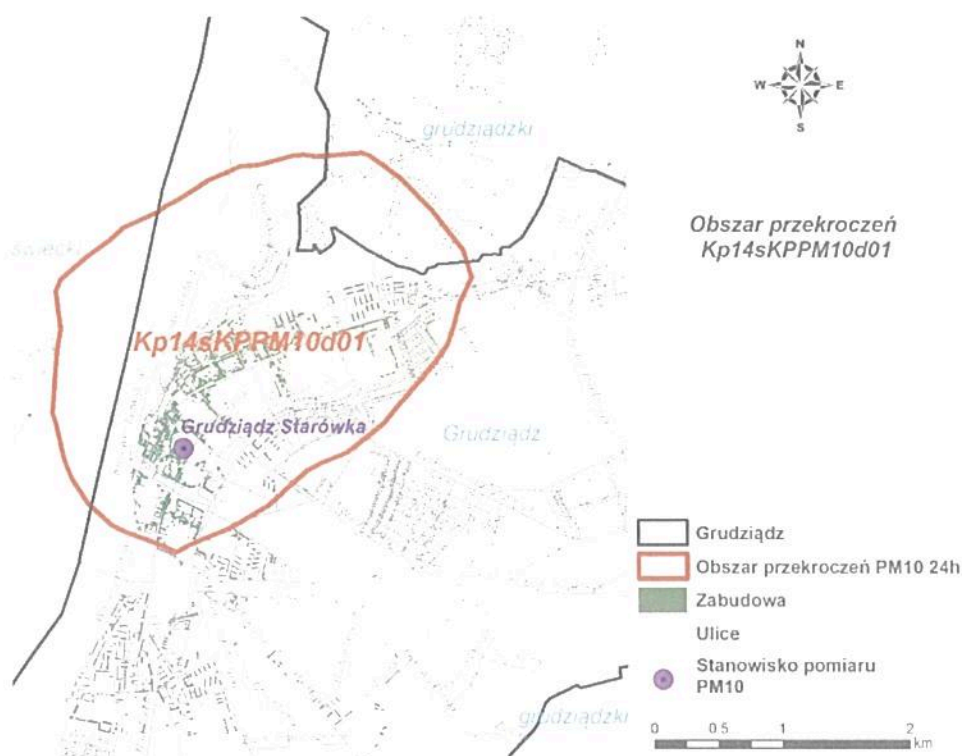 N
W E
S
grudziądzki
Obszar przekroczeń
Kp14sKPPM10d01
świecki
Kp14sKPPM10d01
Grudziądz Starówka
Grudziądz
Grudziądz
Obszar przekroczeń PM10 24h
Zabudowa
Ulice
Stanowisko pomiaru
PM10
grudziądzki
0 0 5 1 2
km